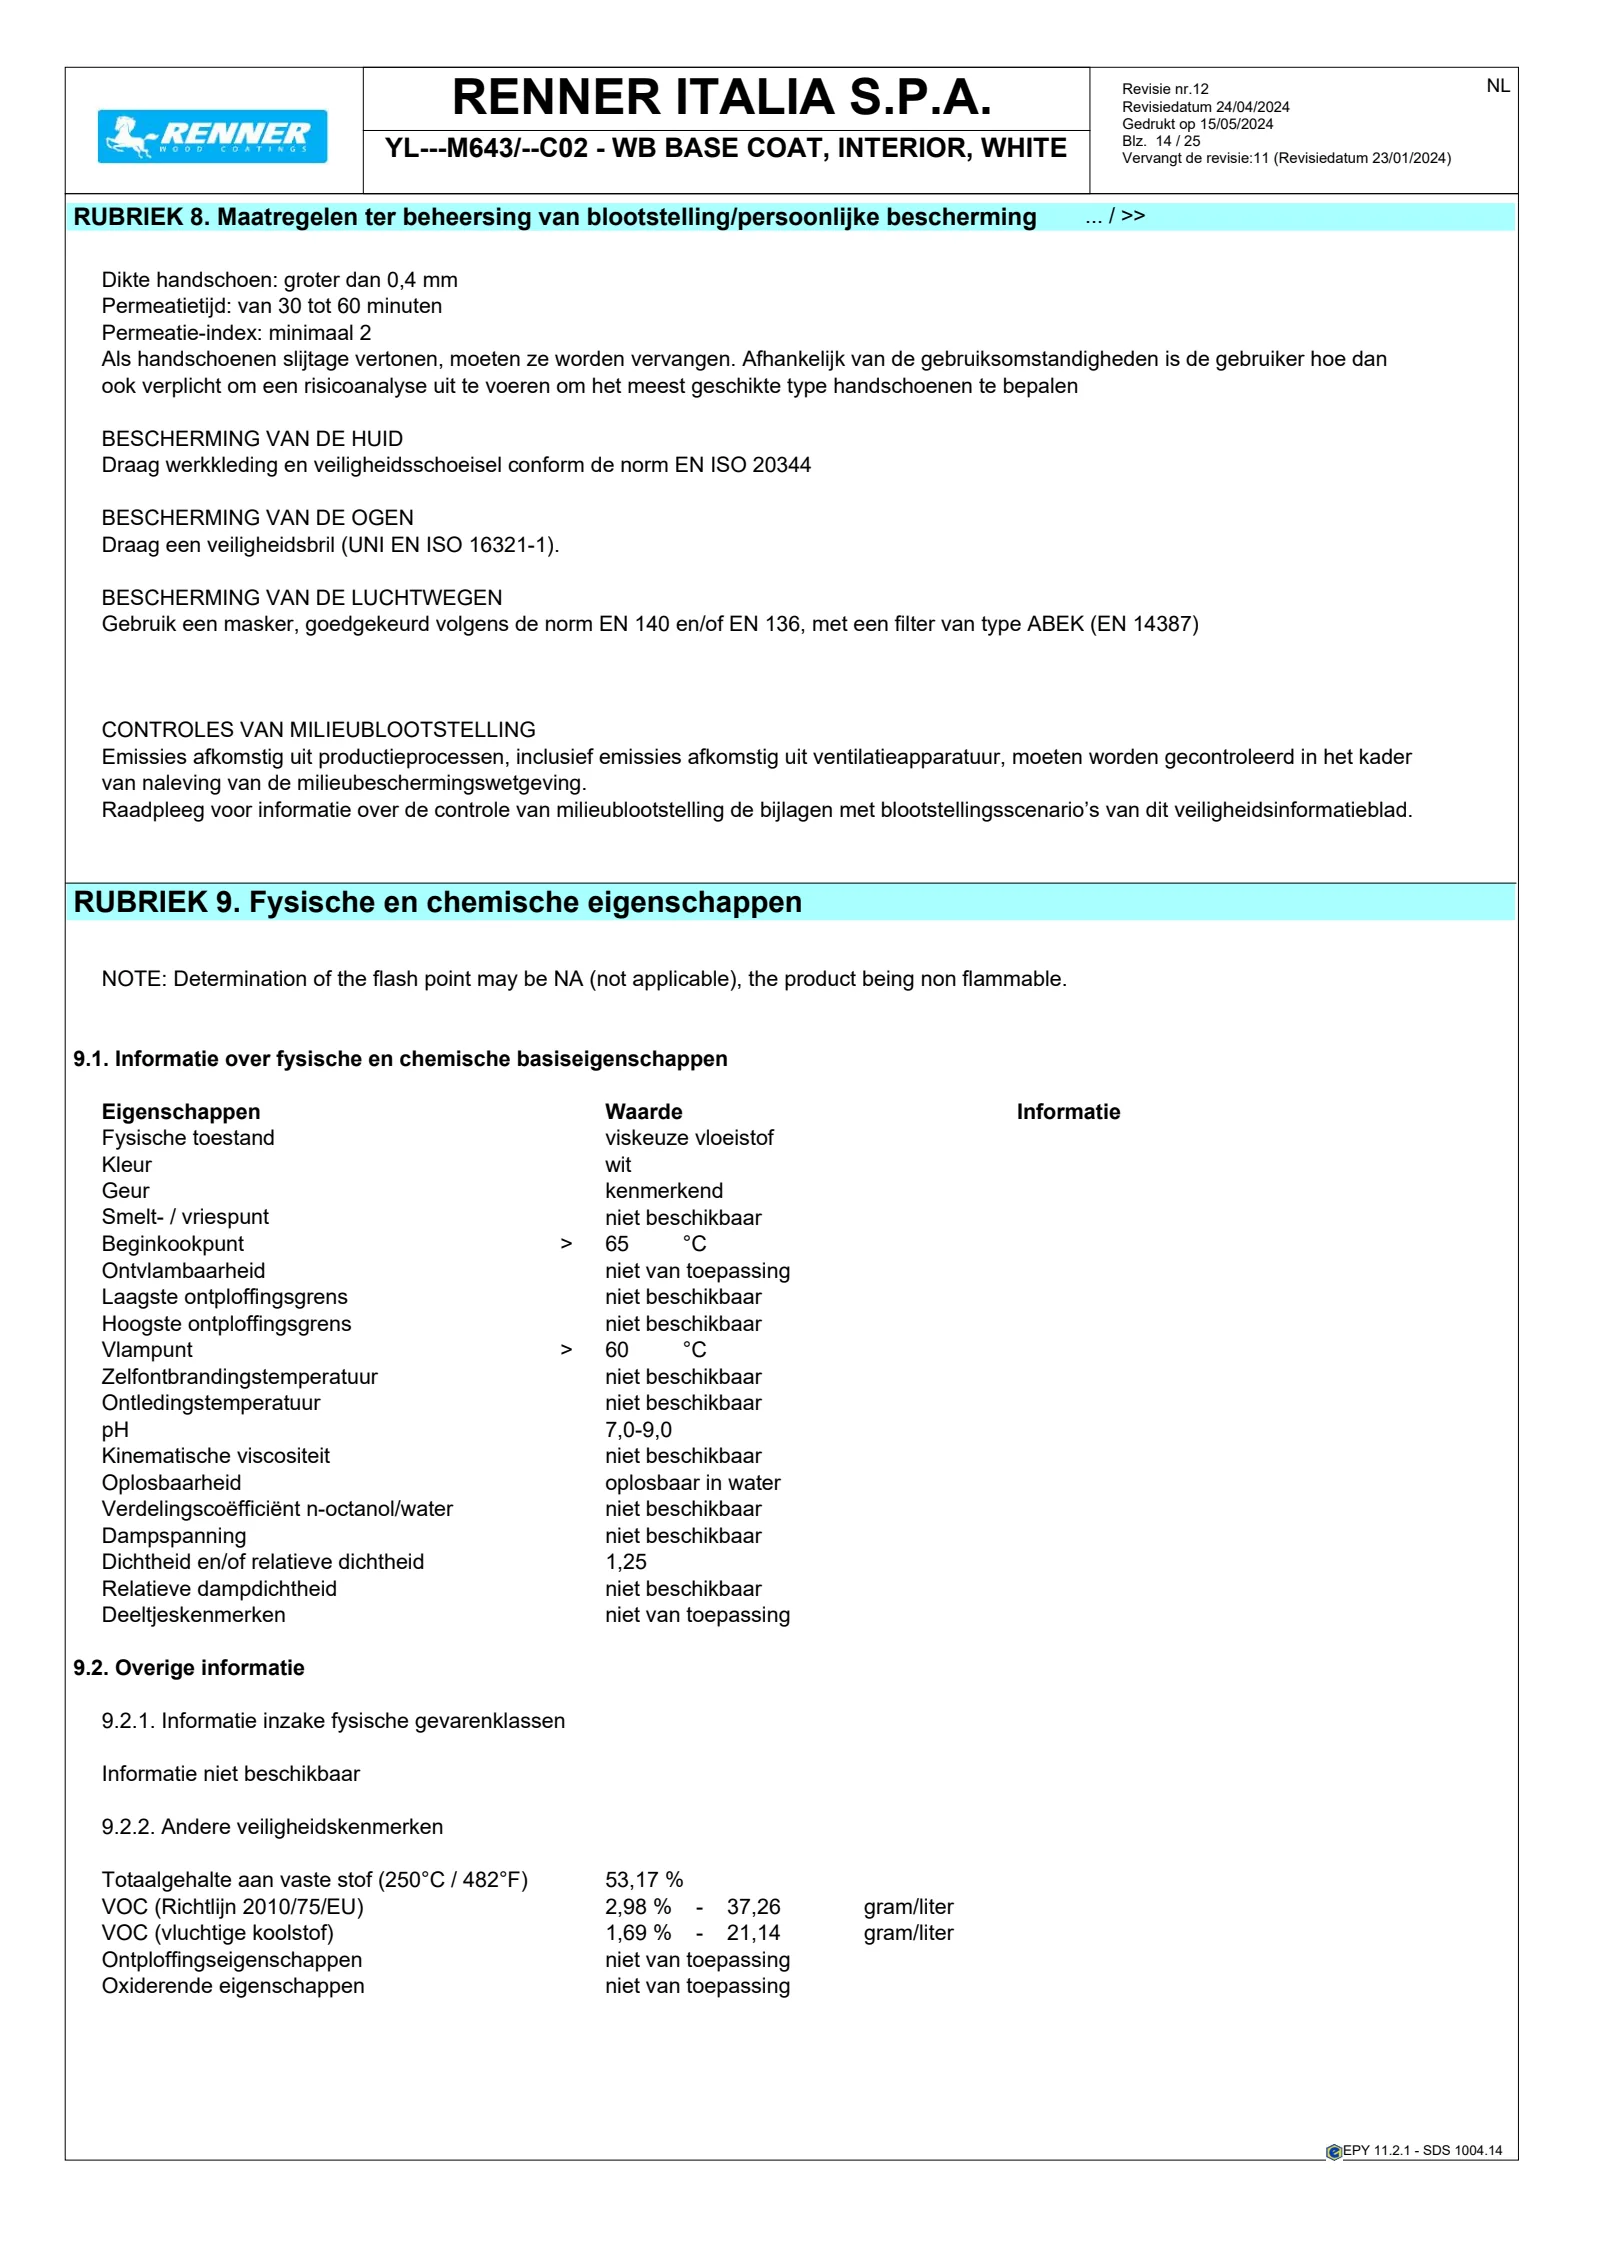 RENNER
WOOD COATINGS
RENNER ITALIA S.P.A.
YL---M643/--C02 - WB BASE COAT, INTERIOR, WHITE
Revisie nr.12
Revisiedatum 24/04/2024
Gedrukt op 15/05/2024
Blz. 14 / 25
Vervangt de revisie:11 (Revisiedatum 23/01/2024)
NL
RUBRIEK 8. Maatregelen ter beheersing van blootstelling/persoonlijke bescherming ... / >>
Dikte handschoen: groter dan 0,4 mm
Permeatietijd: van 30 tot 60 minuten
Permeatie-index: minimaal 2
Als handschoenen slijtage vertonen, moeten ze worden vervangen. Afhankelijk van de gebruiksomstandigheden is de gebruiker hoe dan
ook verplicht om een risicoanalyse uit te voeren om het meest geschikte type handschoenen te bepalen
BESCHERMING VAN DE HUID
Draag werkkleding en veiligheidsschoeisel conform de norm EN ISO 20344
BESCHERMING VAN DE OGEN
Draag een veiligheidsbril (UNI EN ISO 16321-1).
BESCHERMING VAN DE LUCHTWEGEN
Gebruik een masker, goedgekeurd volgens de norm EN 140 en/of EN 136, met een filter van type ABEK (EN 14387)
CONTROLES VAN MILIEUBLOOTSTELLING
Emissies afkomstig uit productieprocessen, inclusief emissies afkomstig uit ventilatieapparatuur, moeten worden gecontroleerd in het kader
van naleving van de milieubeschermingswetgeving.
Raadpleeg voor informatie over de controle van milieublootstelling de bijlagen met blootstellingsscenario’s van dit veiligheidsinformatieblad.
RUBRIEK 9. Fysische en chemische eigenschappen
NOTE: Determination of the flash point may be NA (not applicable), the product being non flammable.
9.1. Informatie over fysische en chemische basiseigenschappen
Eigenschappen Waarde Informatie
Fysische toestand viskeuze vloeistof
Kleur wit
Geur kenmerkend
Smelt- / vriespunt niet beschikbaar
Beginkookpunt > 65 °C
Ontvlambaarheid niet van toepassing
Laagste ontploffingsgrens niet beschikbaar
Hoogste ontploffingsgrens niet beschikbaar
Vlampunt > 60 °C
Zelfontbrandingstemperatuur niet beschikbaar
Ontledingstemperatuur niet beschikbaar
pH 7,0-9,0
Kinematische viscositeit niet beschikbaar
Oplosbaarheid oplosbaar in water
Verdelingscoëfficiënt n-octanol/water niet beschikbaar
Dampspanning niet beschikbaar
Dichtheid en/of relatieve dichtheid 1,25
Relatieve dampdichtheid niet beschikbaar
Deeltjeskenmerken niet van toepassing
9.2. Overige informatie
9.2.1. Informatie inzake fysische gevarenklassen
Informatie niet beschikbaar
9.2.2. Andere veiligheidskenmerken
Totaalgehalte aan vaste stof (250°C / 482°F) 53,17 %
VOC (Richtlijn 2010/75/EU) 2,98 % - 37,26 gram/liter
VOC (vluchtige koolstof) 1,69 % - 21,14 gram/liter
Ontploffingseigenschappen niet van toepassing
Oxiderende eigenschappen niet van toepassing
EPY 11.2.1 - SDS 1004.14